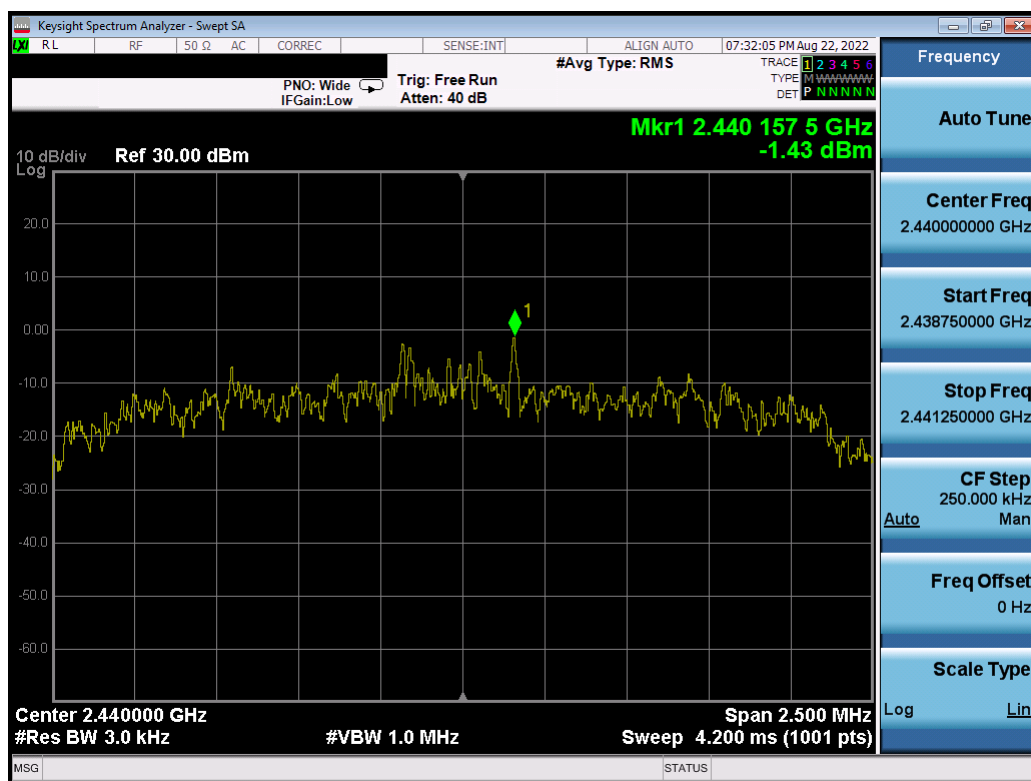 Keysight Spectrum Analyzer - Swept SA
LXI RL RF 50 Ω AC CORREC SENSE:INT ALIGN AUTO 07:32:05 PM Aug 22, 2022
#Avg Type: RMS
TRACE 1 2 3 4 5 6
PNO: Wide
Trig: Free Run
TYPE M W W W W W
IFGain:Low
Atten: 40 dB
DET P N N N N N
Mkr1 2.440 157 5 GHz
-1.43 dBm
10 dB/div Ref 30.00 dBm
Log
20.0
10.0
0.00
-10.0
-20.0
-30.0
-40.0
-50.0
-60.0
1
Center 2.440000 GHz
Span 2.500 MHz
#Res BW 3.0 kHz
#VBW 1.0 MHz
Sweep 4.200 ms (1001 pts)
MSG
STATUS
Frequency
Auto Tune
Center Freq
2.440000000 GHz
Start Freq
2.438750000 GHz
Stop Freq
2.441250000 GHz
CF Step
250.000 kHz
Auto Man
Freq Offset
0 Hz
Scale Type
Log Lin